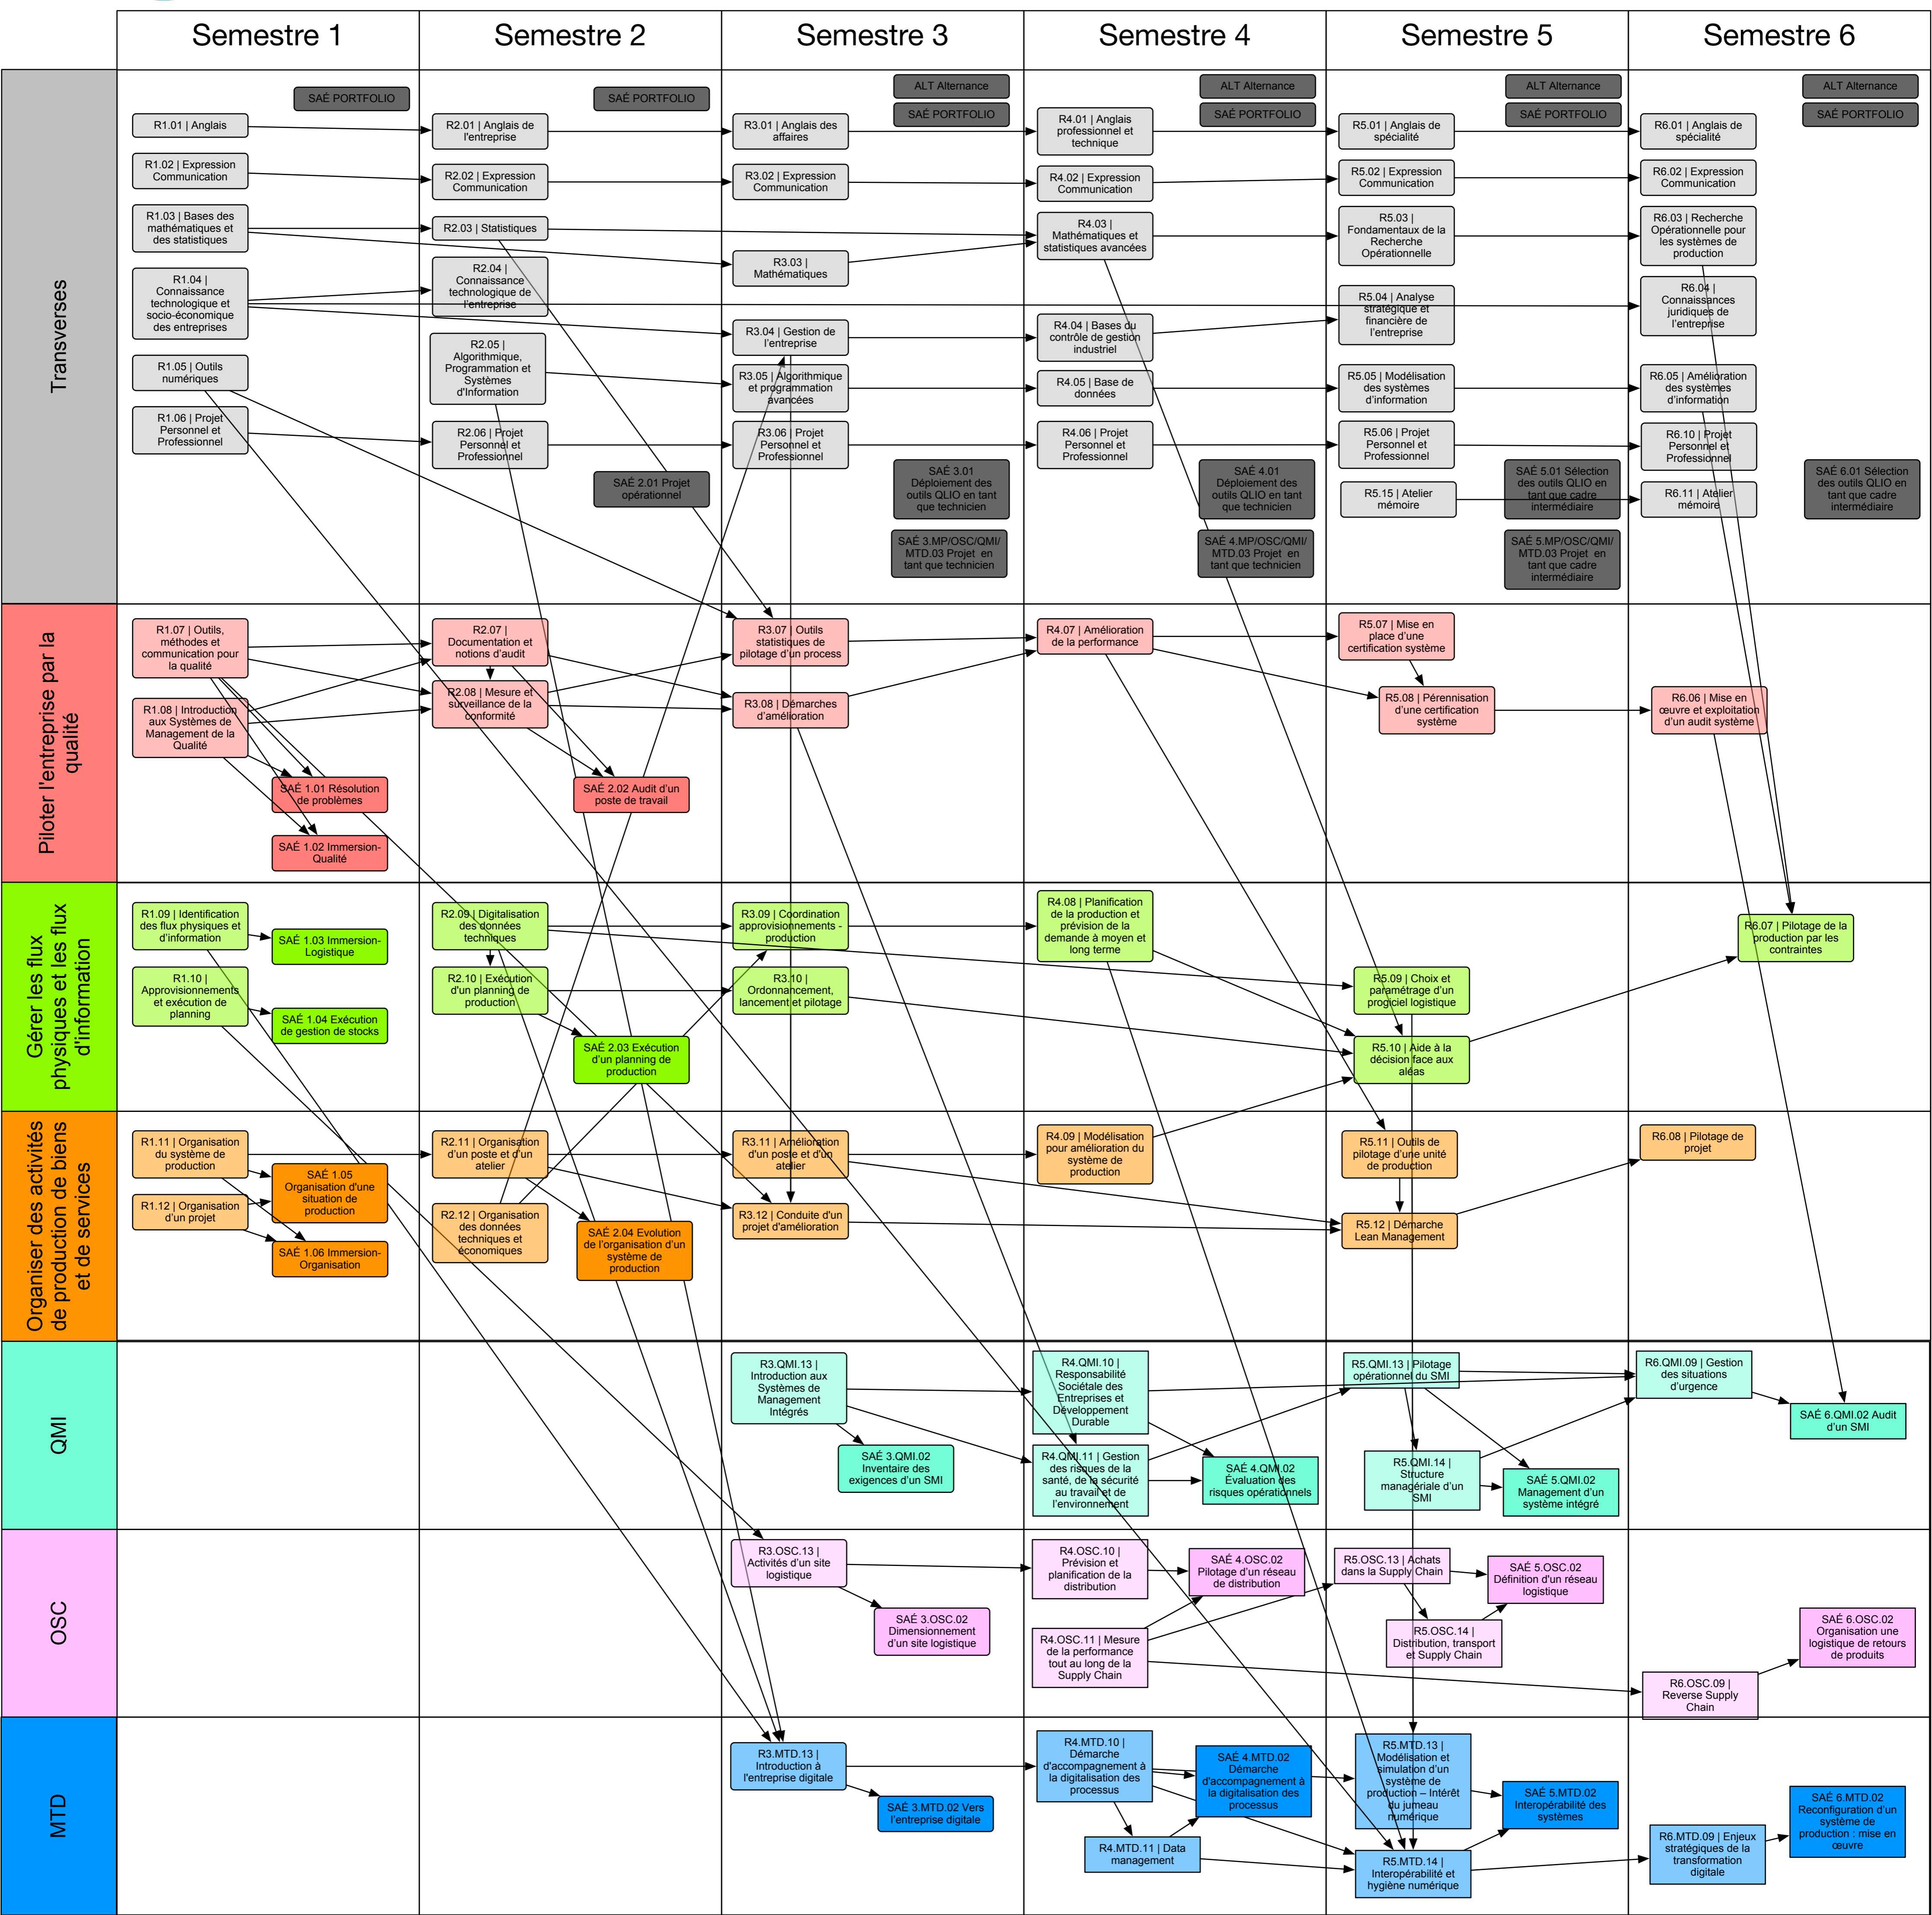 Semestre 1
Semestre 2
Semestre 3
Semestre 4
Semestre 5
Semestre 6
Transverses
SAÉ PORTFOLIO
R1.01 | Anglais
R1.02 | Expression
Communication
R1.03 | Bases des
mathématiques et
des statistiques
R1.04 |
Connaissance
technologique et
socio-économique
des entreprises
R1.05 | Outils
numériques
R1.06 | Projet
Personnel et
Professionnel
SAÉ PORTFOLIO
R2.01 | Anglais de
l'entreprise
R2.02 | Expression
Communication
R2.03 | Statistiques
R2.04 |
Connaissance
technologique de
l'entreprise
R2.05 |
Algorithmique,
Programmation et
Systèmes
d'Information
R2.06 | Projet
Personnel et
Professionnel
SAÉ 2.01 Projet
opérationnel
ALT Alternance
SAÉ PORTFOLIO
R3.01 | Anglais des
affaires
R3.02 | Expression
Communication
R3.03 |
Mathématiques
R3.04 | Gestion de
l'entreprise
R3.05 | Algorithmique
et programmation
avancées
R3.06 | Projet
Personnel et
Professionnel
SAÉ 3.01
Déploiement des
outils QLIO en tant
que technicien
SAÉ 3.MP/OSC/QMI/
MTD.03 Projet en
tant que technicien
ALT Alternance
SAÉ PORTFOLIO
R4.01 | Anglais
professionnel et
technique
R4.02 | Expression
Communication
R4.03 |
Mathématiques et
statistiques avancées
R4.04 | Bases du
contrôle de gestion
industriel
R4.05 | Base de
données
R4.06 | Projet
Personnel et
Professionnel
SAÉ 4.01
Déploiement des
outils QLIO en tant
que technicien
SAÉ 4.MP/OSC/QMI/
MTD.03 Projet en
tant que technicien
ALT Alternance
SAÉ PORTFOLIO
R5.01 | Anglais de
spécialité
R5.02 | Expression
Communication
R5.03 |
Fondamentaux de la
Recherche
Opérationnelle
R5.04 | Analyse
stratégique et
financière de
l'entreprise
R5.05 | Modélisation
des systèmes
d'information
R5.06 | Projet
Personnel et
Professionnel
R5.15 | Atelier
mémoire
SAÉ 5.01 Sélection
des outils QLIO en
tant que cadre
intermédiaire
SAÉ 5.MP/OSC/QMI/
MTD.03 Projet en
tant que cadre
intermédiaire
ALT Alternance
SAÉ PORTFOLIO
R6.01 | Anglais de
spécialité
R6.02 | Expression
Communication
R6.03 | Recherche
Opérationnelle pour
les systèmes de
production
R6.04 |
Connaissances
juridiques de
l'entreprise
R6.05 | Amélioration
des systèmes
d'information
R6.10 | Projet
Personnel et
Professionnel
R6.11 | Atelier
mémoire
SAÉ 6.01 Sélection
des outils QLIO en
tant que cadre
intermédiaire
Piloter l'entreprise par la
qualité
R1.07 | Outils,
méthodes et
communication pour
la qualité
R1.08 | Introduction
aux Systèmes de
Management de la
Qualité
SAÉ 1.01 Résolution
de problèmes
SAÉ 1.02 Immersion-
Qualité
R2.07 |
Documentation et
notions d'audit
R2.08 | Mesure et
surveillance de la
conformité
SAÉ 2.02 Audit d'un
poste de travail
R3.07 | Outils
statistiques de
pilotage d'un process
R3.08 | Démarches
d'amélioration
R4.07 | Amélioration
de la performance
R5.07 | Mise en
place d'une
certification système
R5.08 | Pérennisation
d'une certification
système
R6.06 | Mise en
œuvre et exploitation
d'un audit système
Gérer les flux
physiques et les flux
d'information
R1.09 | Identification
des flux physiques et
d'information
SAÉ 1.03 Immersion-
Logistique
R1.10 |
Approvisionnements
et exécution de
planning
SAÉ 1.04 Exécution
de gestion de stocks
R2.09 | Digitalisation
des données
techniques
R2.10 | Exécution
d'un planning de
production
SAÉ 2.03 Exécution
d'un planning de
production
R3.09 | Coordination
approvisionnements -
production
R3.10 |
Ordonnancement,
lancement et pilotage
R4.08 | Planification
de la production et
prévision de la
demande à moyen et
long terme
R5.09 | Choix et
paramétrage d'un
progiciel logistique
R5.10 | Aide à la
décision face aux
aléas
R6.07 | Pilotage de la
production par les
contraintes
Organiser des activités
de production de biens
et de services
R1.11 | Organisation
du système de
production
R1.12 | Organisation
d'un projet
SAÉ 1.05
Organisation d'une
situation de
production
SAÉ 1.06 Immersion-
Organisation
R2.11 | Organisation
d'un poste et d'un
atelier
R2.12 | Organisation
des données
techniques et
économiques
SAÉ 2.04 Evolution
de l'organisation d'un
système de
production
R3.11 | Amélioration
d'un poste et d'un
atelier
R3.12 | Conduite d'un
projet d'amélioration
R4.09 | Modélisation
pour amélioration du
système de
production
R5.11 | Outils de
pilotage d'une unité
de production
R5.12 | Démarche
Lean Management
R6.08 | Pilotage de
projet
QMI
R3.QMI.13 |
Introduction aux
Systèmes de
Management
Intégrés
SAÉ 3.QMI.02
Inventaire des
exigences d'un SMI
R4.QMI.10 |
Responsabilité
Sociétale des
Entreprises et
Développement
Durable
R4.QMI.11 | Gestion
des risques de la
santé, de la sécurité
au travail et de
l'environnement
SAÉ 4.QMI.02
Évaluation des
risques opérationnels
R5.QMI.13 | Pilotage
opérationnel du SMI
R5.QMI.14 |
Structure
managériale d'un
SMI
SAÉ 5.QMI.02
Management d'un
système intégré
R6.QMI.09 | Gestion
des situations
d'urgence
SAÉ 6.QMI.02 Audit
d'un SMI
OSC
R3.OSC.13 |
Activités d'un site
logistique
SAÉ 3.OSC.02
Dimensionnement
d'un site logistique
R4.OSC.10 |
Prévision et
planification de la
distribution
SAÉ 4.OSC.02
Pilotage d'un réseau
de distribution
R4.OSC.11 | Mesure
de la performance
tout au long de la
Supply Chain
R5.OSC.13 | Achats
dans la Supply Chain
SAÉ 5.OSC.02
Définition d'un réseau
logistique
R5.OSC.14 |
Distribution, transport
et Supply Chain
SAÉ 6.OSC.02
Organisation une
logistique de retours
de produits
R6.OSC.09 |
Reverse Supply
Chain
MTD
R3.MTD.13 |
Introduction à
l'entreprise digitale
SAÉ 3.MTD.02 Vers
l'entreprise digitale
R4.MTD.10 |
Démarche
d'accompagnement à
la digitalisation des
processus
SAÉ 4.MTD.02
Démarche
d'accompagnement à
la digitalisation des
processus
R4.MTD.11 | Data
management
R5.MTD.13 |
Modélisation et
simulation d'un
système de
production – Intérêt
du jumeau
numérique
SAÉ 5.MTD.02
Interopérabilité des
systèmes
R5.MTD.14 |
Interopérabilité et
hygiène numérique
R6.MTD.09 | Enjeux
stratégiques de la
transformation
digitale
SAÉ 6.MTD.02
Reconfiguration d'un
système de
production : mise en
œuvre